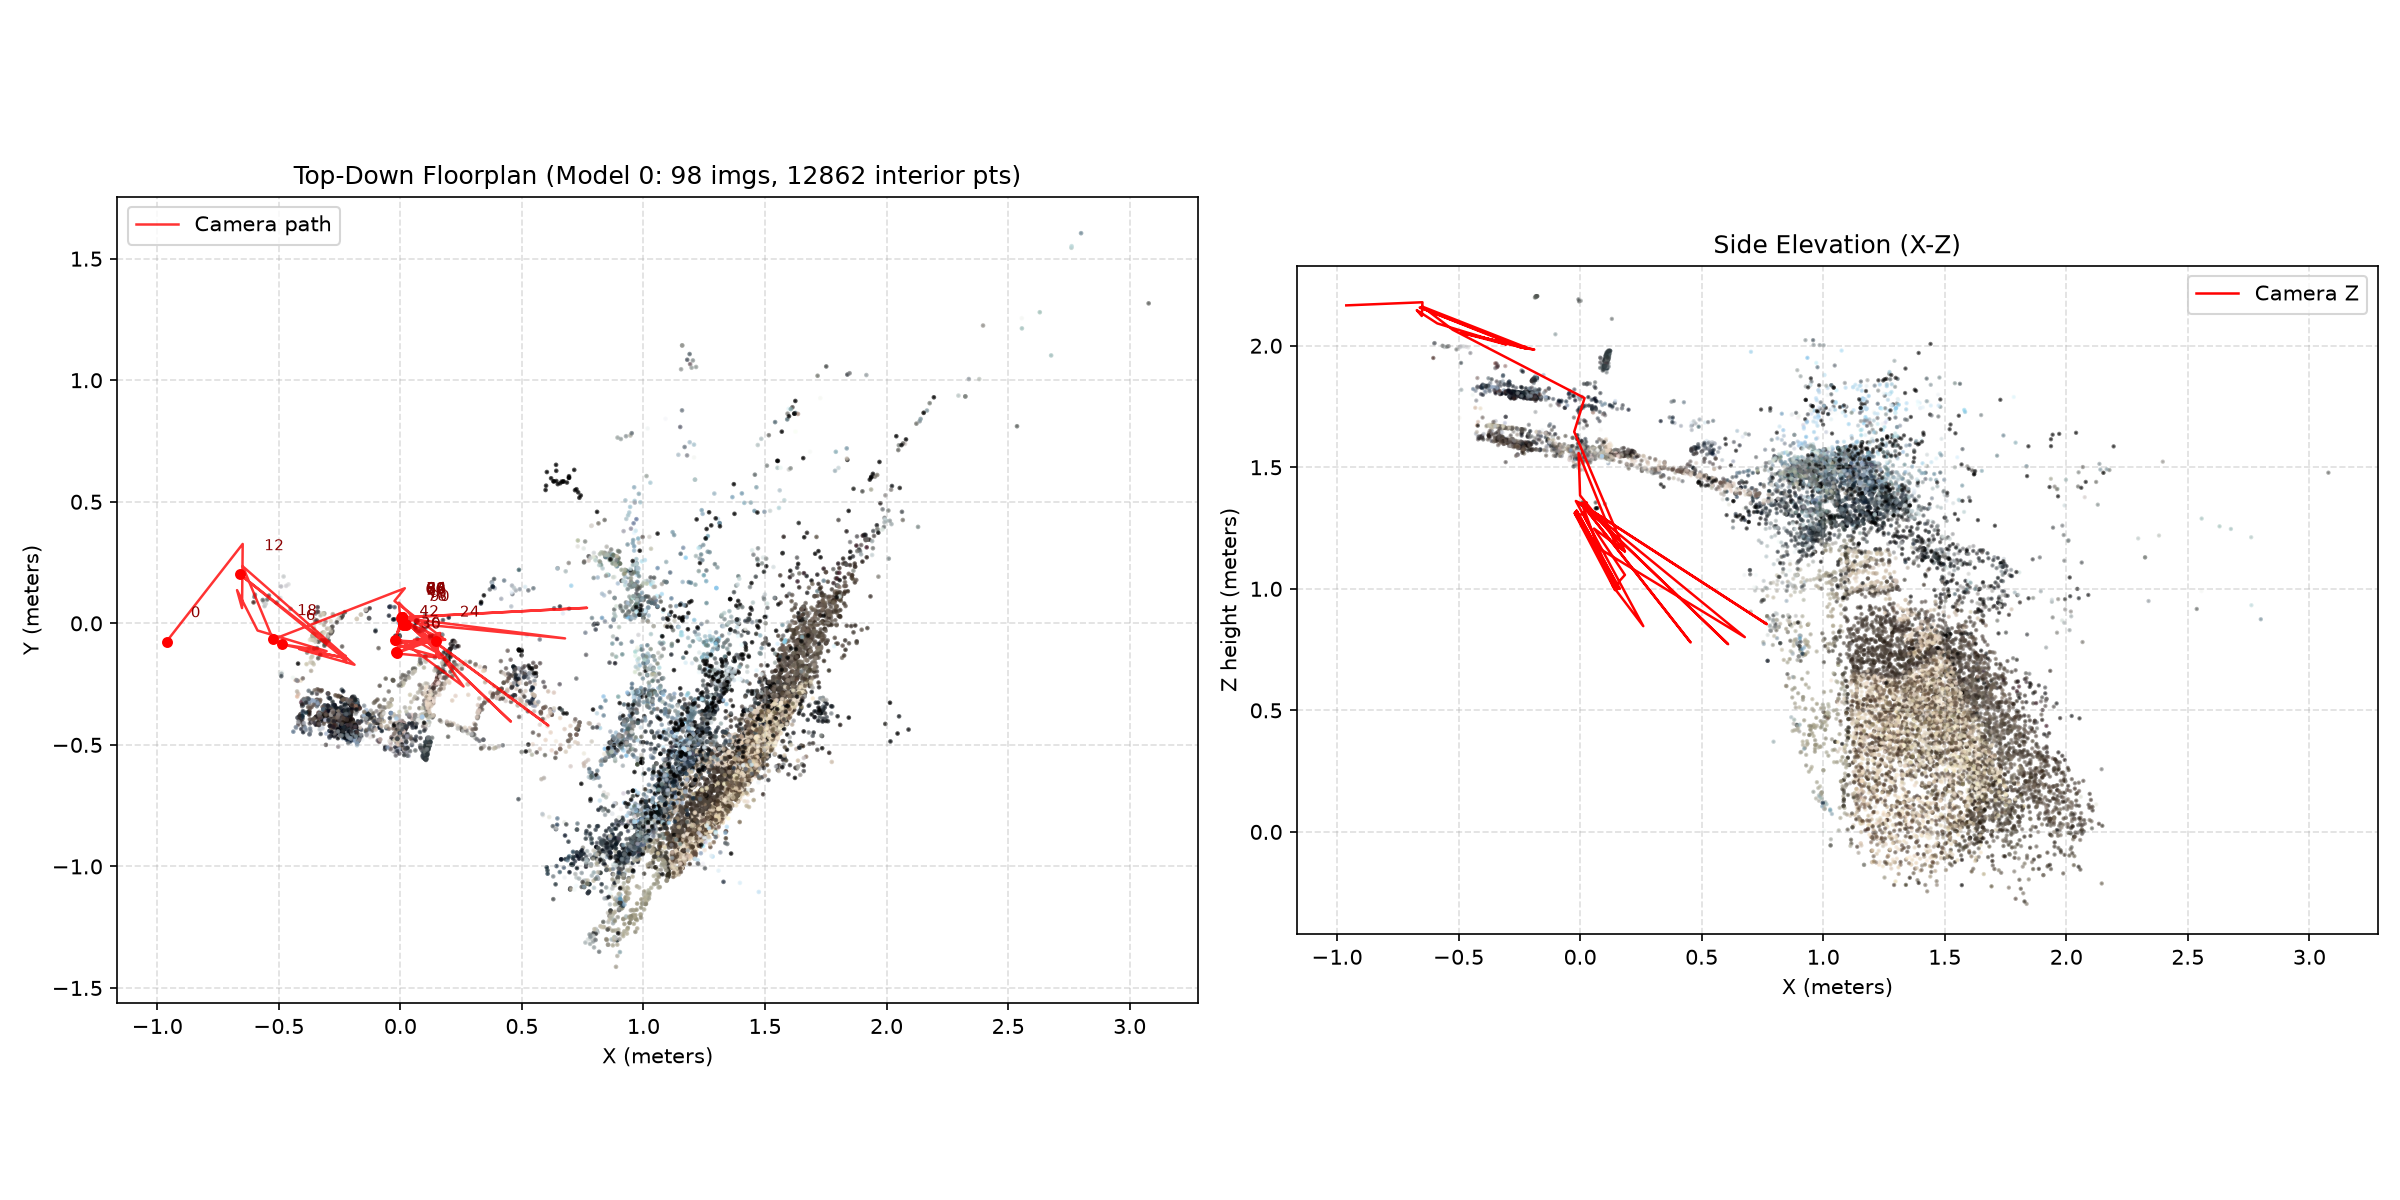 Top-Down Floorplan (Model 0: 98 imgs, 12862 interior pts)
Camera path
1.5
1.0
0.5
0.0
−0.5
−1.0
−1.5
Y (meters)
12
0
18
6
42
24
30
90
−1.0 −0.5 0.0 0.5 1.0 1.5 2.0 2.5 3.0
X (meters)
Side Elevation (X-Z)
Camera Z
2.0
1.5
1.0
0.5
0.0
Z height (meters)
−1.0 −0.5 0.0 0.5 1.0 1.5 2.0 2.5 3.0
X (meters)